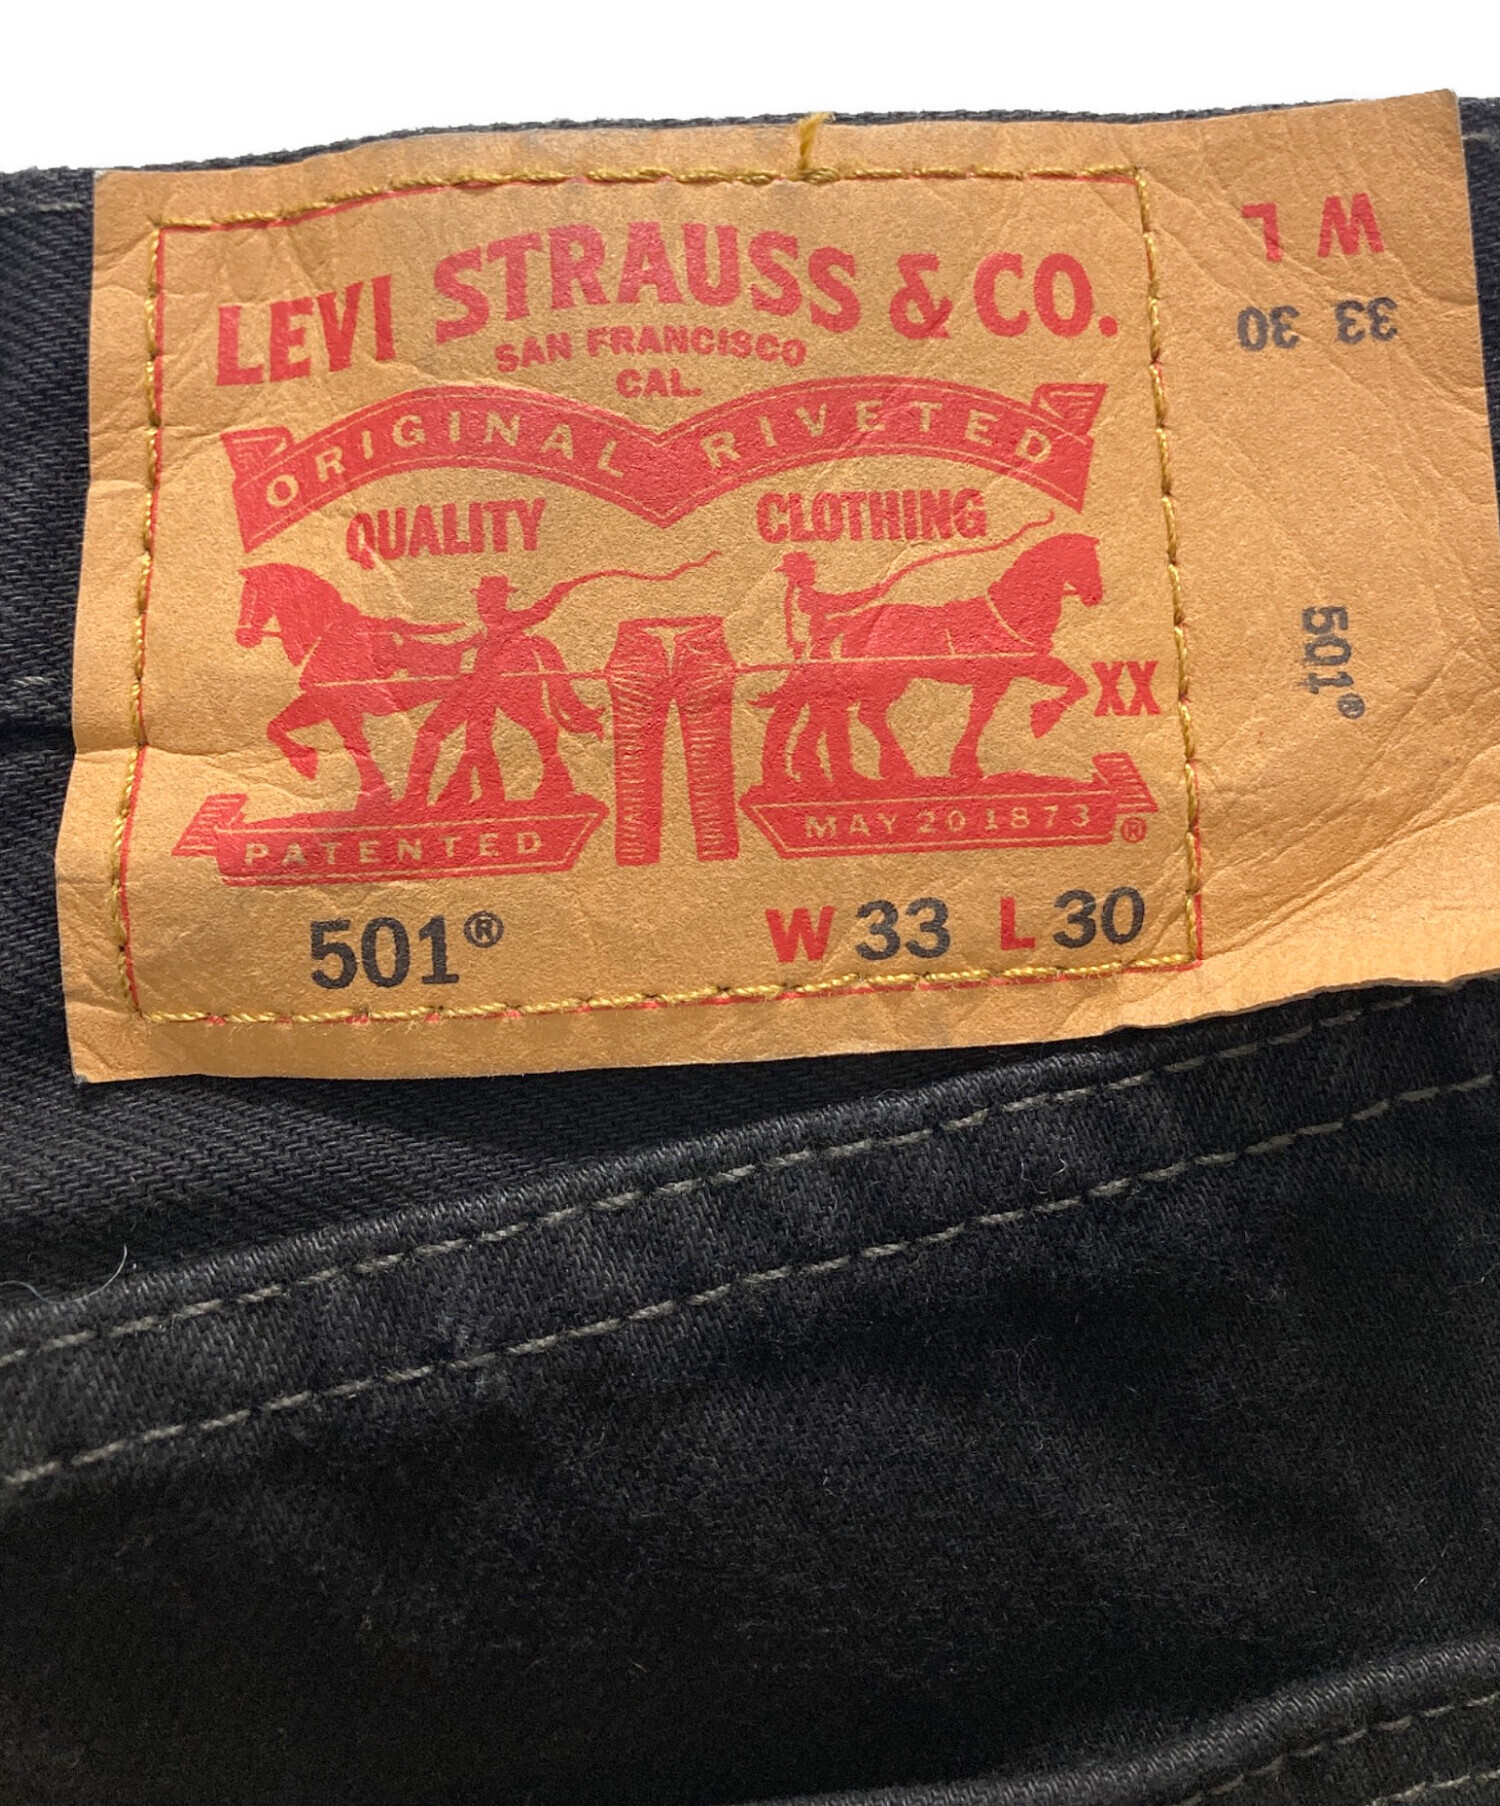 LEVI STRAUSS & CO.
SAN FRANCISCO
CAL.
ORIGINAL RIVETED
QUALITY CLOTHING
XX
PATENTED MAY 20 1873 ®
501® W 33 L 30
W L
33 30
501®